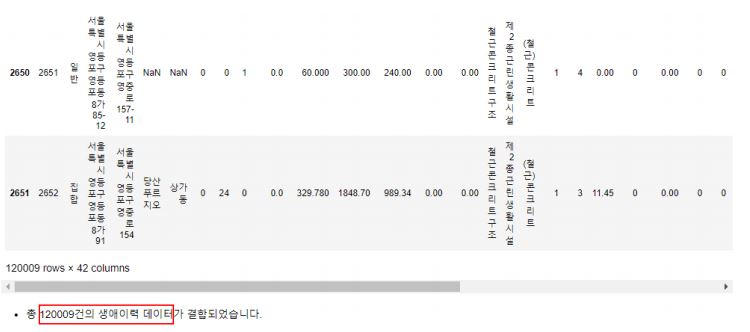 2650 2651 일반 서울특별시 영등포구 영등포동8가 85-12 서울특별시 영등포구 영중로 157-11 NaN NaN 0 0 1 0.0 60.000 300.00 240.00 0.00 0.00 철근콘크리트구조 제2종근린생활시설 (철근)콘크리트 1 4 0.00 0 0.00 0 0
2651 2652 집합 서울특별시 영등포구 영등포동8가 91 서울특별시 영등포구 영중로 154 당산푸르지오 상가동 0 24 0 0.0 329.780 1848.70 989.34 0.00 0.00 철근콘크리트구조 제2종근린생활시설 (철근)콘크리트 1 3 11.45 0 0.00 0 0
120009 rows × 42 columns
• 총 120009건의 생애이력 데이터가 결합되었습니다.